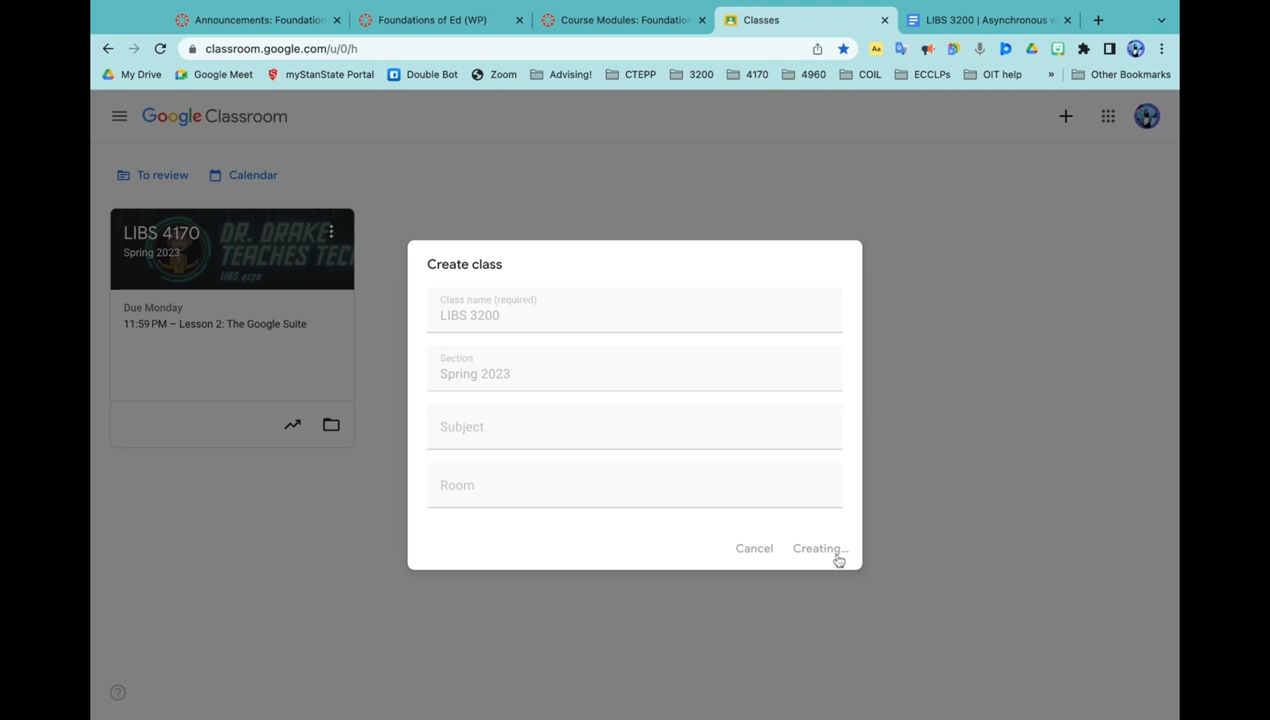 Announcements: Foundation
Foundations of Ed (WP)
Course Modules: Foundatio
Classes
LIBS 3200 | Asynchronous w
classroom.google.com/u/0/h
My Drive
Google Meet
myStanState Portal
Double Bot
Zoom
Advising!
CTEPP
3200
4170
4960
COIL
ECCLPs
OIT help
»
Other Bookmarks
Google Classroom
To review
Calendar
LIBS 4170
Spring 2023
DR. DRAKE
TEACHES TEC
LIBS 4170
Due Monday
11:59 PM – Lesson 2: The Google Suite
Create class
Class name (required)
LIBS 3200
Section
Spring 2023
Subject
Room
Cancel
Creating...